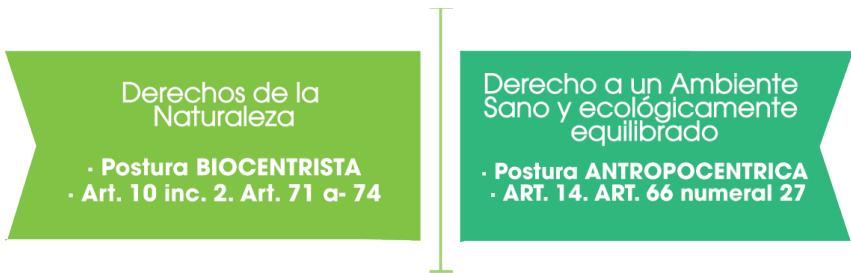 Derechos de la
Naturaleza
· Postura BIOCENTRISTA
· Art. 10 inc. 2. Art. 71 a- 74
Derecho a un Ambiente
Sano y ecológicamente
equilibrado
· Postura ANTROPOCENTRICA
· ART. 14. ART. 66 numeral 27